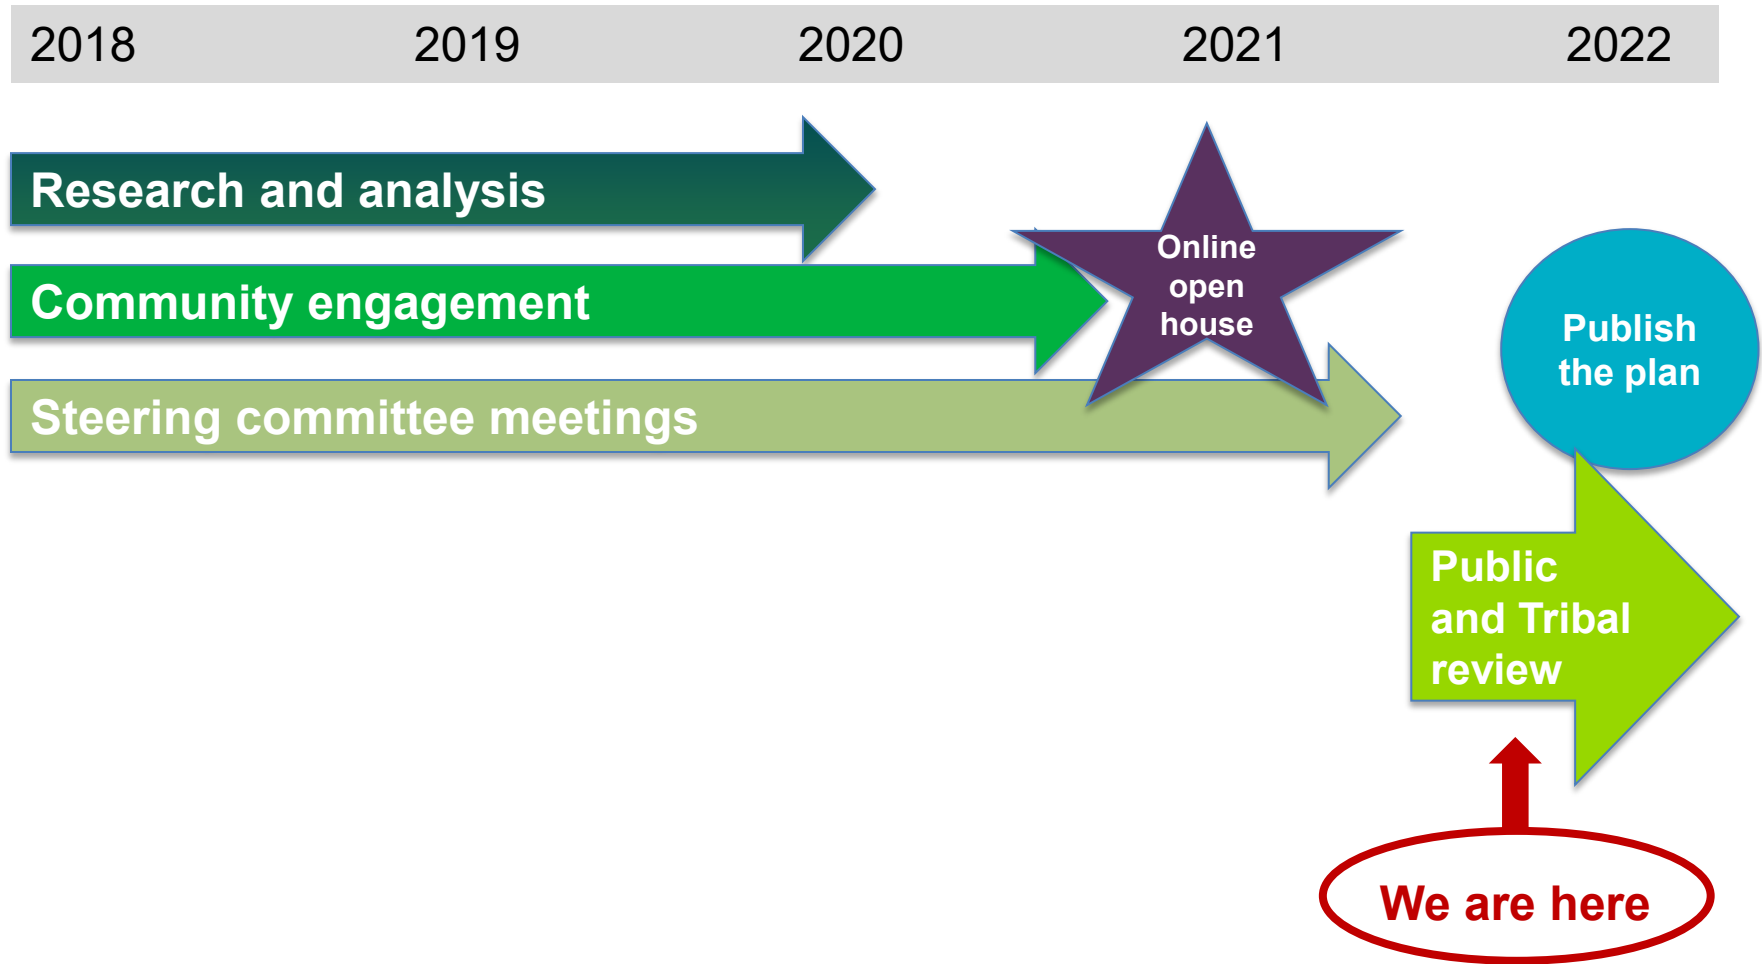 2018 2019 2020 2021 2022
Research and analysis
Community engagement
Steering committee meetings
Online
open
house
Publish
the plan
Public
and Tribal
review
We are here